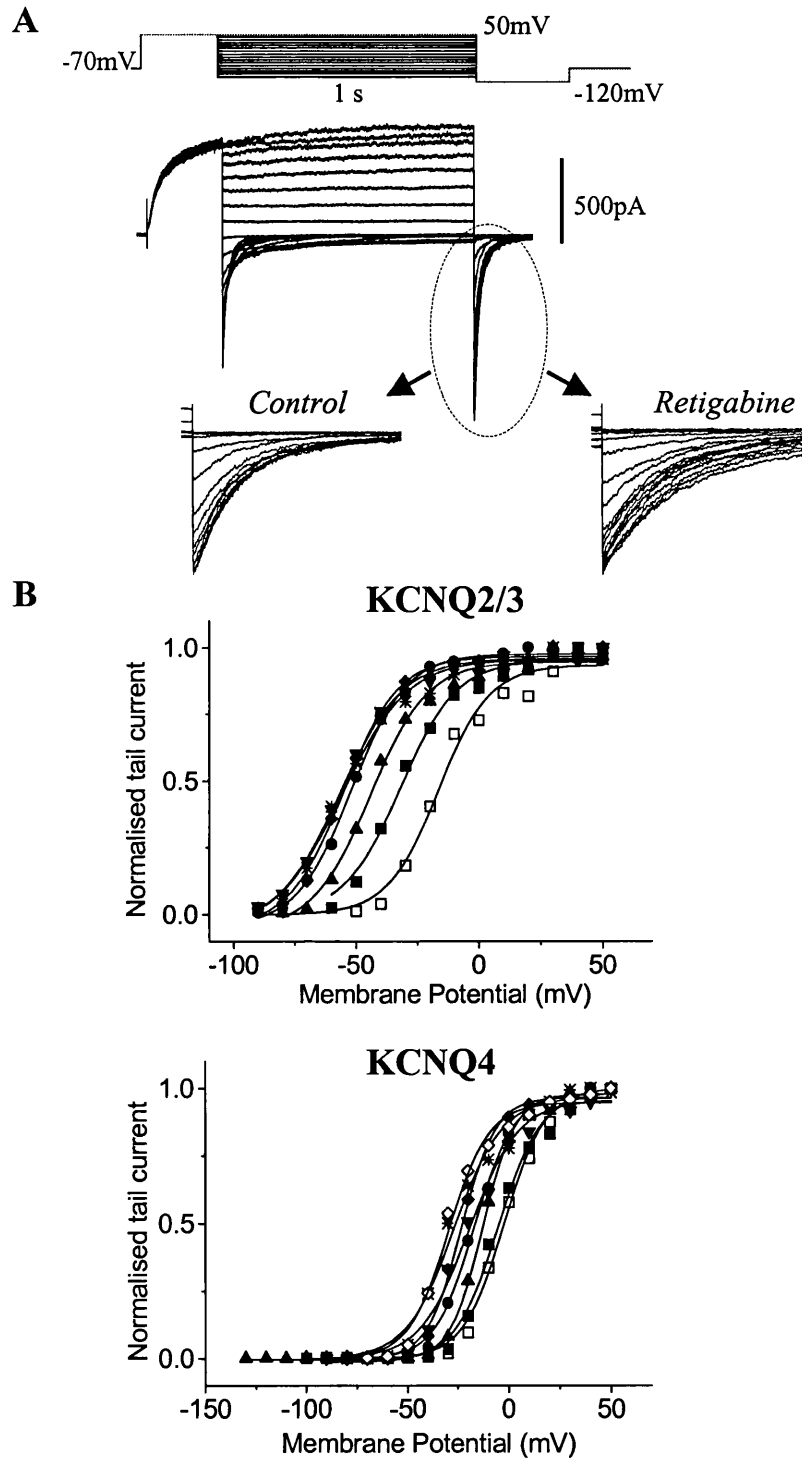 A
50mV
-70mV
1 s
-120mV
500pA
Control
Retigabine
B
KCNQ2/3
1.0
0.5
0.0
Normalised tail current
-100
-50
0
50
Membrane Potential (mV)
KCNQ4
1.0
0.5
0.0
Normalised tail current
-150
-100
-50
0
50
Membrane Potential (mV)